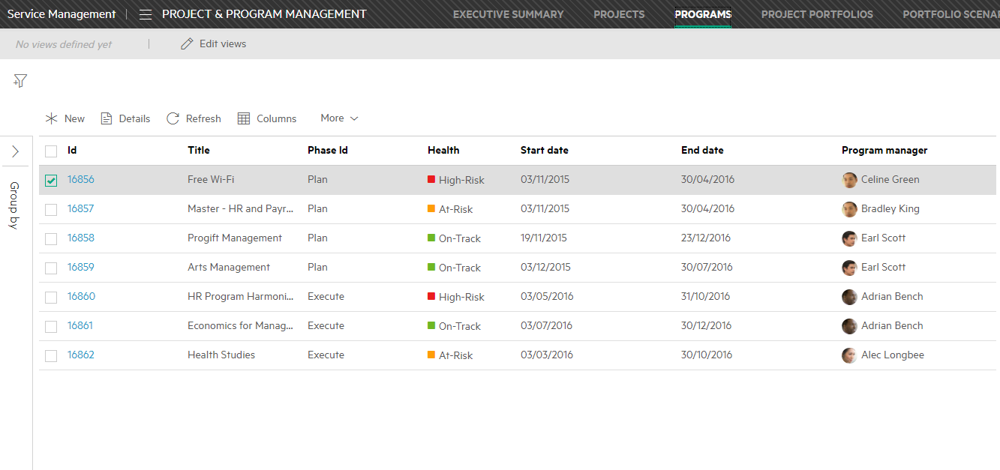 Service Management | PROJECT & PROGRAM MANAGEMENT EXECUTIVE SUMMARY PROJECTS PROGRAMS PROJECT PORTFOLIOS PORTFOLIO SCENAR
No views defined yet | Edit views
New Details Refresh Columns More
Id Title Phase Id Health Start date End date Program manager
Group by
16856 Free Wi-Fi Plan High-Risk 03/11/2015 30/04/2016 Celine Green
16857 Master - HR and Payr... Plan At-Risk 03/11/2015 30/04/2016 Bradley King
16858 Progift Management Plan On-Track 19/11/2015 23/12/2016 Earl Scott
16859 Arts Management Plan On-Track 03/12/2015 30/07/2016 Earl Scott
16860 HR Program Harmoni... Execute High-Risk 03/05/2016 31/10/2016 Adrian Bench
16861 Economics for Manag... Execute On-Track 03/07/2016 30/12/2016 Adrian Bench
16862 Health Studies Execute At-Risk 03/03/2016 30/10/2016 Alec Longbee